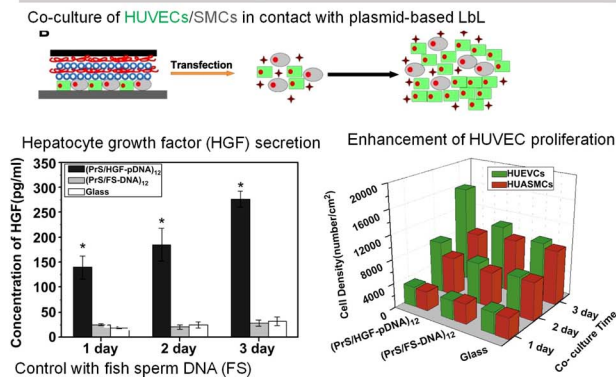 Co-culture of HUVECs/SMCs in contact with plasmid-based LbL
Transfection
Hepatocyte growth factor (HGF) secretion
Concentration of HGF(pg/ml)
350
300
250
200
150
100
50
0
(PrS/HGF-pDNA)12
(PrS/FS-DNA)12
Glass
*
*
*
1 day
2 day
3 day
Control with fish sperm DNA (FS)
Enhancement of HUVEC proliferation
HUEVCs
HUASMCs
Cell Density(number/cm2)
20000
16000
12000
8000
4000
0
(PrS/HGF-pDNA)12
(PrS/FS-DNA)12
Glass
1 day
2 day
3 day
Co- culture Time